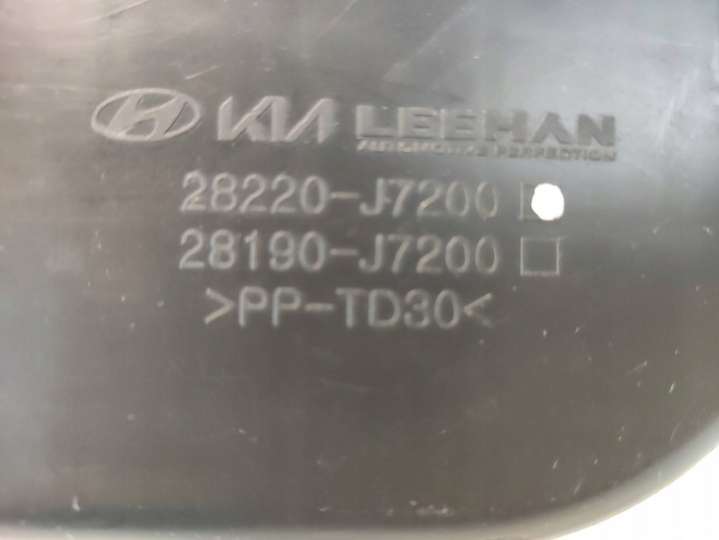 KIA LEEHAN
AUTOMOTIVE PERFECTION
28220-J7200
28190-J7200
>PP-TD30<